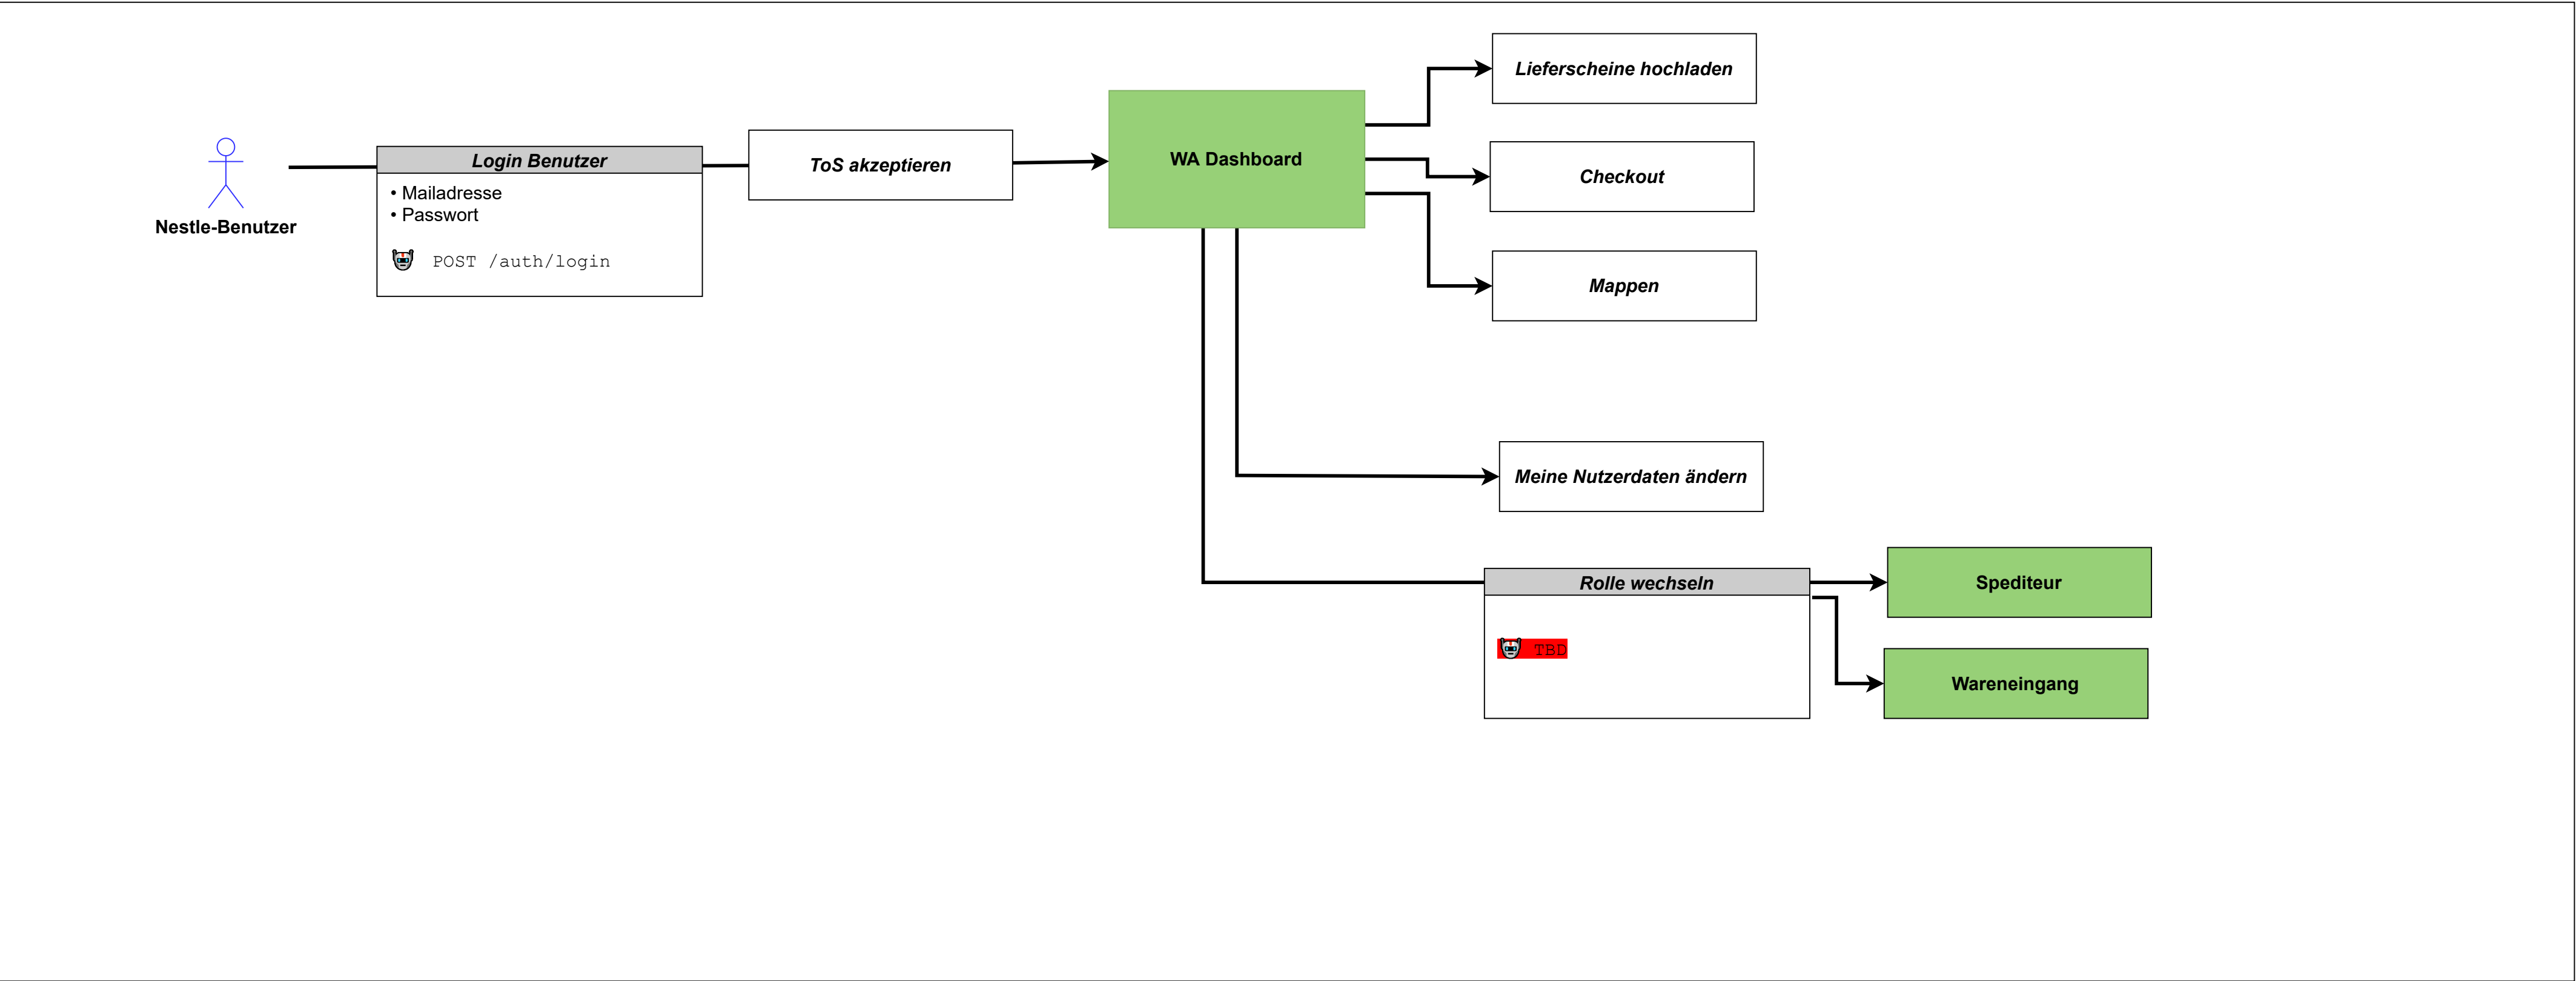 Lieferscheine hochladen
Nestle-Benutzer
Login Benutzer
• Mailadresse
• Passwort
POST /auth/login
ToS akzeptieren
WA Dashboard
Checkout
Mappen
Meine Nutzerdaten ändern
Rolle wechseln
TBD
Spediteur
Wareneingang